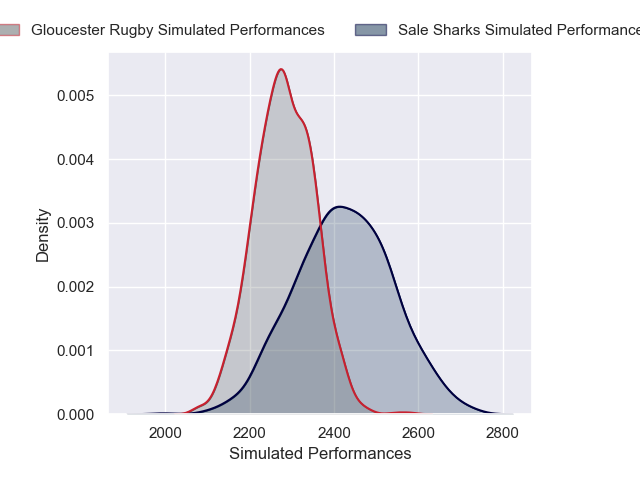 Gloucester Rugby Simulated Performances
Sale Sharks Simulated Performance
0.005
0.004
0.003
0.002
0.001
0.000
Density
2000 2200 2400 2600 2800
Simulated Performances